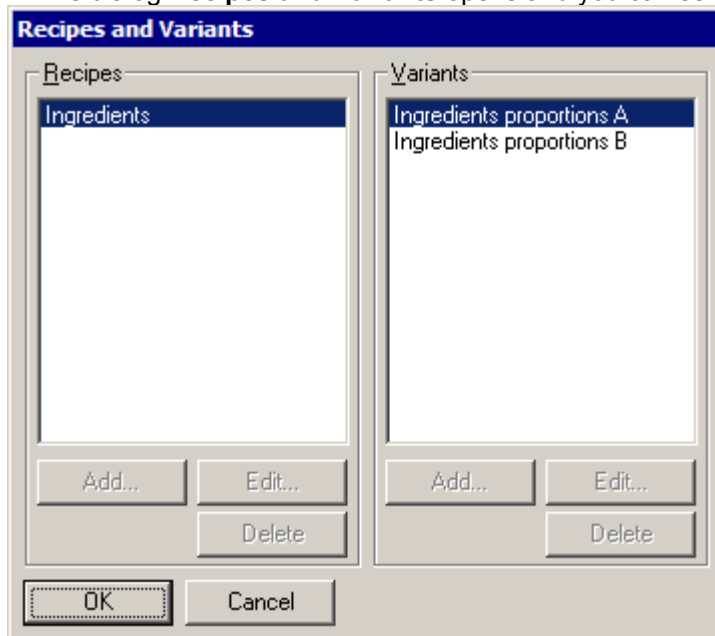 Recipes and Variants
Recipes
Ingredients
Add...
Edit...
Delete
Variants
Ingredients proportions A
Ingredients proportions B
Add...
Edit...
Delete
OK
Cancel